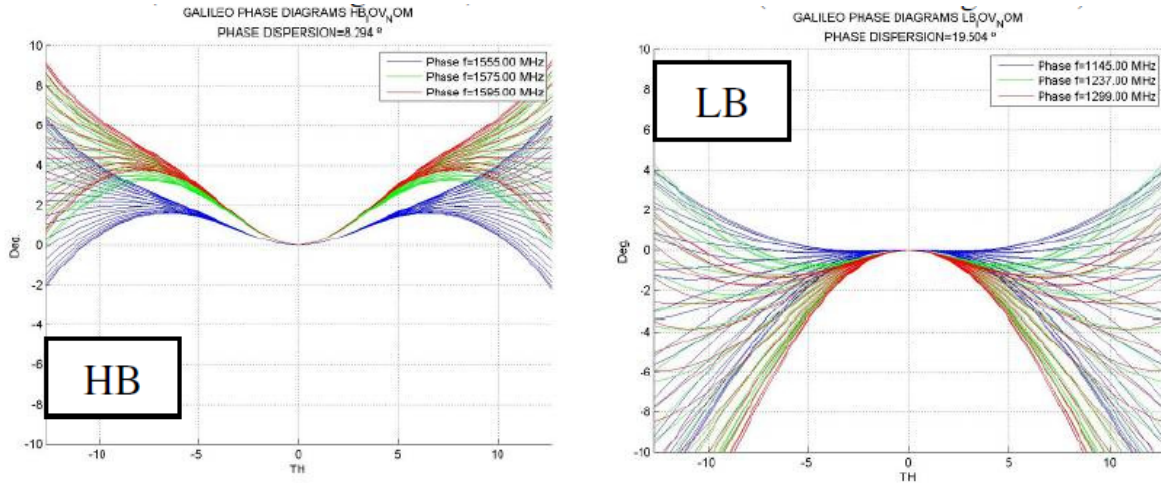 GALILEO PHASE DIAGRAMS HB_IOV_NOM
PHASE DISPERSION=8.294 º
Phase f=1555.00 MHz
Phase f=1575.00 MHz
Phase f=1595.00 MHz
10
8
6
4
2
0
-2
-4
-6
-8
-10
Deg.
HB
-10
-5
0
5
10
TH
GALILEO PHASE DIAGRAMS LB_IOV_NOM
PHASE DISPERSION=19.504 º
Phase f=1145.00 MHz
Phase f=1237.00 MHz
Phase f=1299.00 MHz
10
8
6
4
2
0
-2
-4
-6
-8
-10
Deg.
LB
-10
-5
0
5
10
TH